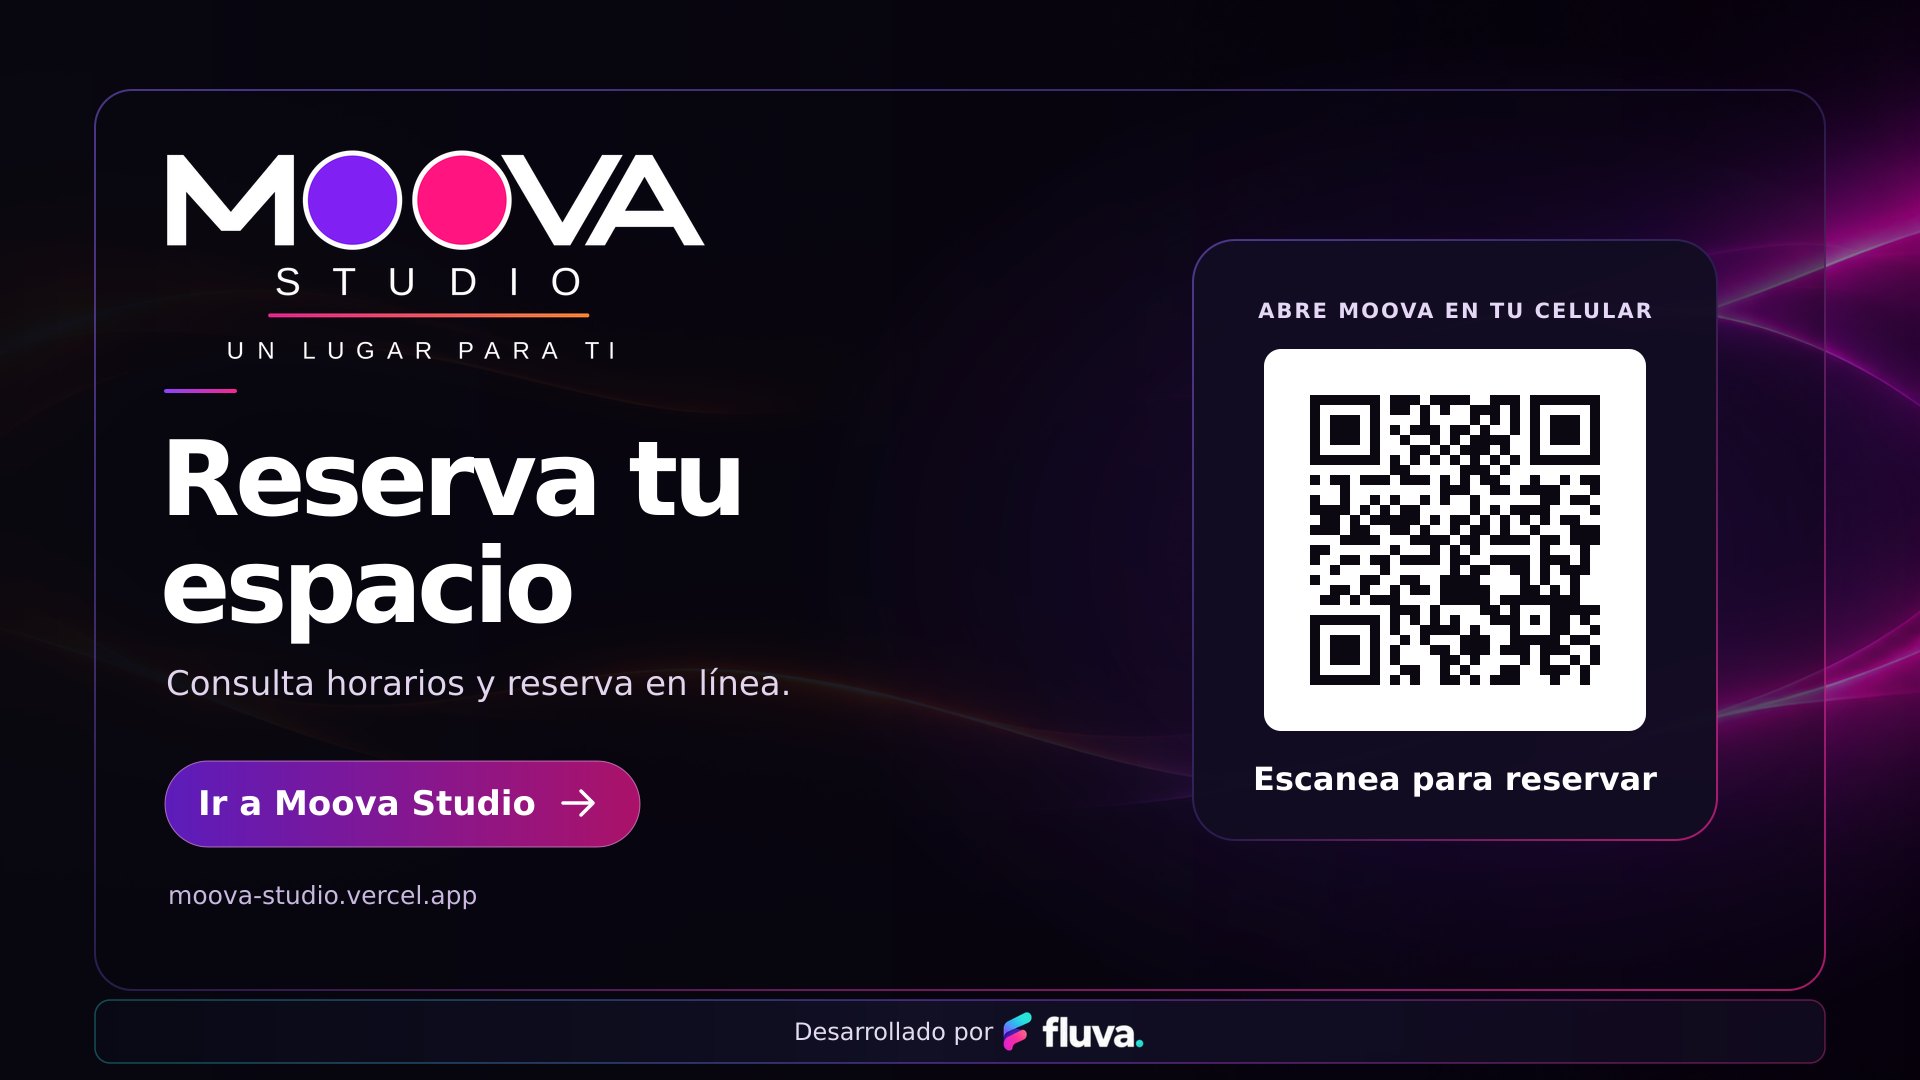 MOOVA
STUDIO
UN LUGAR PARA TI
Reserva tu
espacio
Consulta horarios y reserva en línea.
Ir a Moova Studio →
moova-studio.vercel.app
ABRE MOOVA EN TU CELULAR
Escanea para reservar
Desarrollado por fluva.